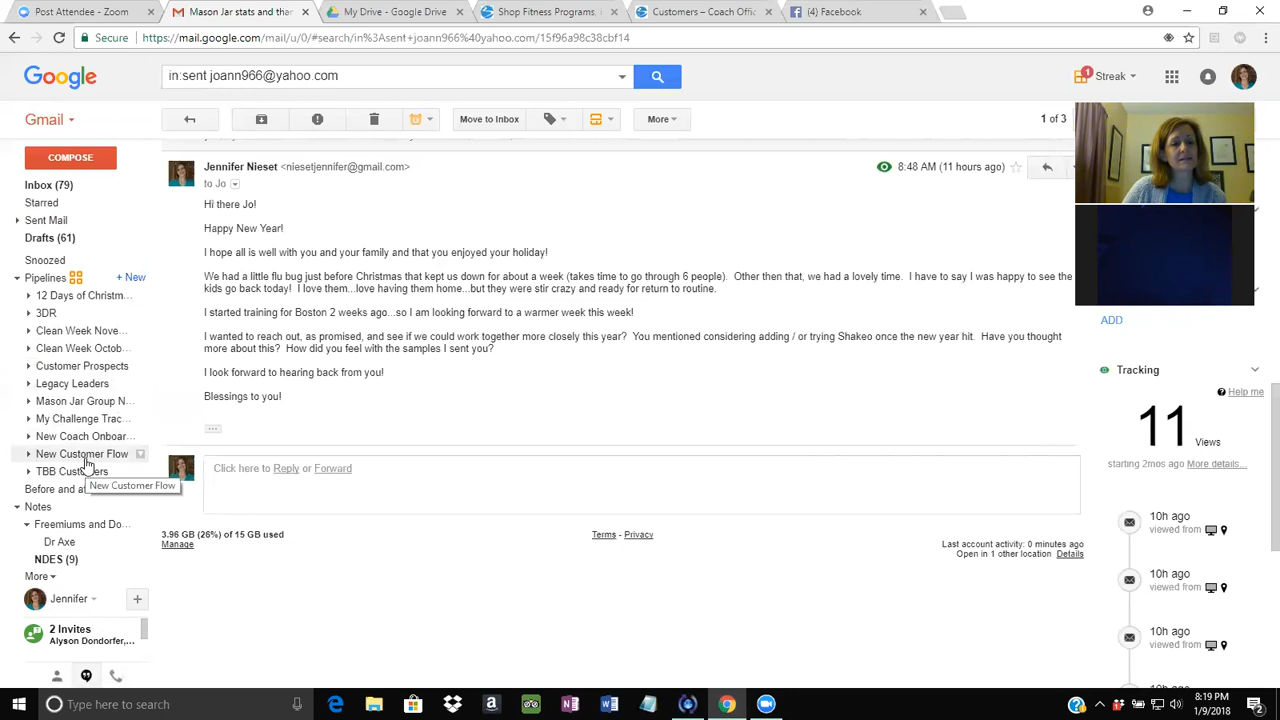 Post Attendee - Zoom
Mason Jar stats and than
My Drive - Google Drive
Shop Fitness Programs,
Customers – Coach Offic
(4) Facebook
Secure
https://mail.google.com/mail/u/0/#search/in%3Asent+joann966%40yahoo.com/15f96a98c38cbf14
Google
in:sent joann966@yahoo.com
1
Streak
Gmail
Move to Inbox
More
1 of 3
COMPOSE
Inbox (79)
Starred
Sent Mail
Drafts (61)
Snoozed
Pipelines
+ New
12 Days of Christm...
3DR
Clean Week Nove...
Clean Week Octob...
Customer Prospects
Legacy Leaders
Mason Jar Group N...
My Challenge Trac...
New Coach Onboar...
New Customer Flow
TBB Customers
New Customer Flow
Before and a
Notes
Freemiums and Do...
Dr Axe
NDES (9)
More
Jennifer
2 Invites
Alyson Dondorfer,...
Jennifer Nieset <niesetjennifer@gmail.com>
8:48 AM (11 hours ago)
to Jo
Hi there Jo!
Happy New Year!
I hope all is well with you and your family and that you enjoyed your holiday!
We had a little flu bug just before Christmas that kept us down for about a week (takes time to go through 6 people).  Other then that, we had a lovely time.  I have to say I was happy to see the
kids go back today!  I love them...love having them home...but they were stir crazy and ready for return to routine.
I started training for Boston 2 weeks ago...so I am looking forward to a warmer week this week!
I wanted to reach out, as promised, and see if we could work together more closely this year?  You mentioned considering adding / or trying Shakeo once the new year hit.  Have you thought
more about this?  How did you feel with the samples I sent you?
I look forward to hearing back from you!
Blessings to you!
...
Click here to Reply or Forward
3.96 GB (26%) of 15 GB used
Manage
Terms - Privacy
Last account activity: 0 minutes ago
Open in 1 other location Details
ADD
Tracking
Help me
11
Views
starting 2mos ago More details...
10h ago
viewed from
10h ago
viewed from
10h ago
viewed from
Type here to search
8:19 PM
1/9/2018
2